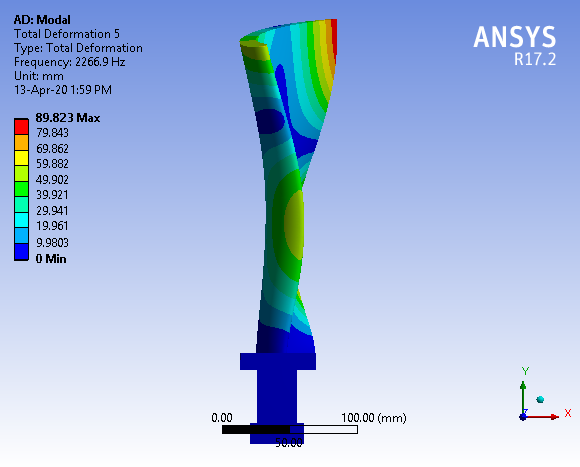 AD: Modal
Total Deformation 5
Type: Total Deformation
Frequency: 2266.9 Hz
Unit: mm
13-Apr-20 1:59 PM
89.823 Max
79.843
69.862
59.882
49.902
39.921
29.941
19.961
9.9803
0 Min
ANSYS
R17.2
0.00
100.00 (mm)
50.00
Y
X
Z